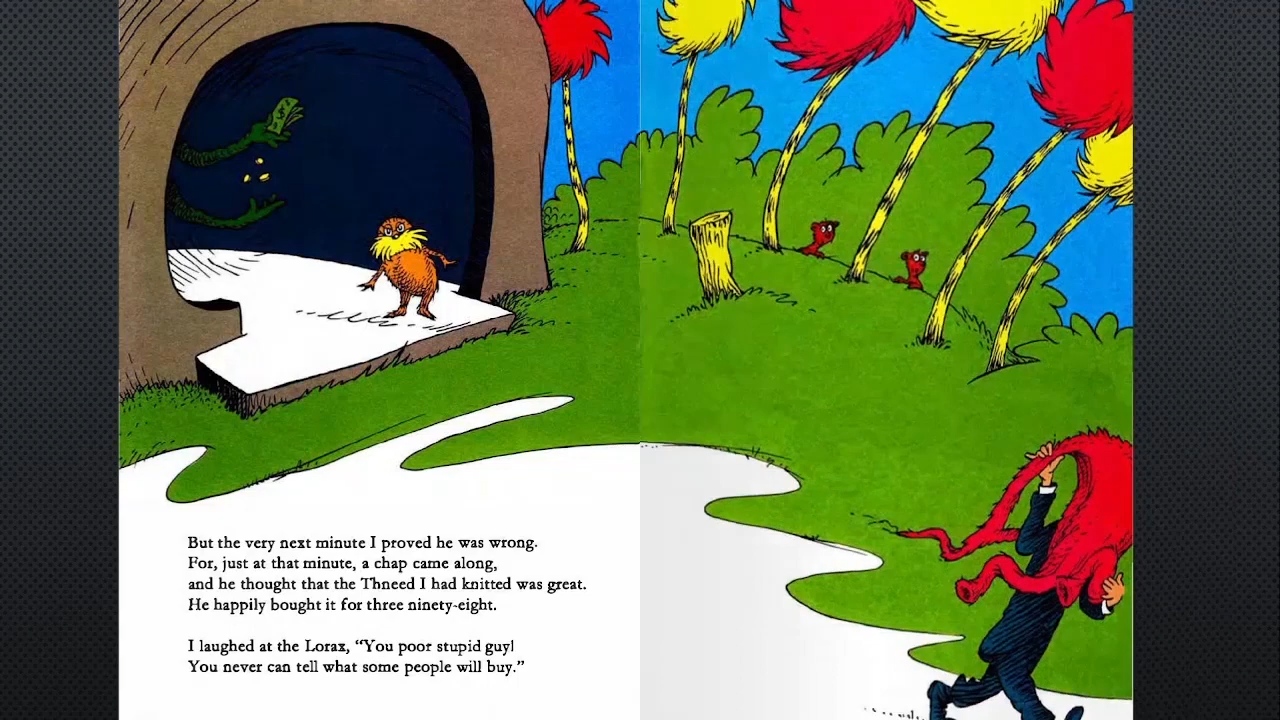 But the very next minute I proved he was wrong.
For, just at that minute, a chap came along,
and he thought that the Thneed I had knitted was great.
He happily bought it for three ninety-eight.
I laughed at the Lorax, “You poor stupid guy!
You never can tell what some people will buy.”